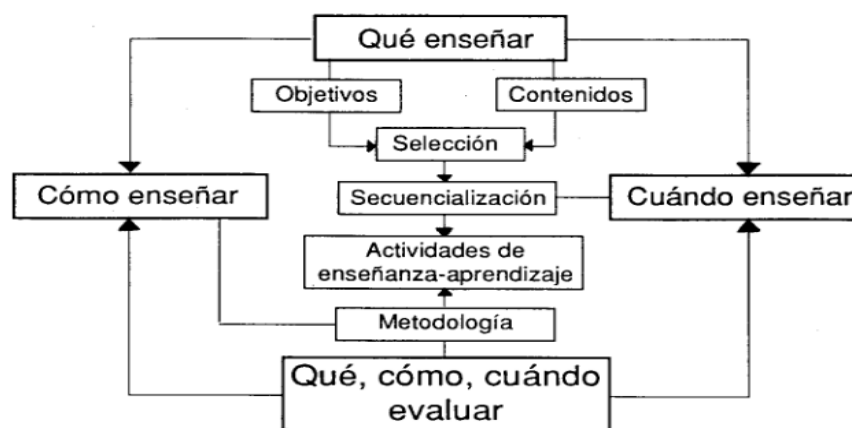 Qué enseñar
Objetivos
Contenidos
Selección
Cómo enseñar
Secuencialización
Cuándo enseñar
Actividades de
enseñanza-aprendizaje
Metodología
Qué, cómo, cuándo
evaluar